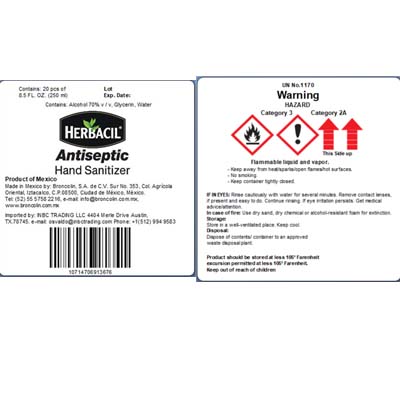 Contains: 20 pcs of
8.5 FL. OZ. (250 ml)
Lot
Exp. Date:
Contains: Alcohol 70% v / v, Glycerin, Water
HERBACIL
Antiseptic
Hand Sanitizer
Product of Mexico
Made in Mexico by: Broncolin, S.A. de C.V. Sur No. 353, Col. Agrícola
Oriental, Iztacalco, C.P.08500, Ciudad de México, México.
Tel: (52) 55 5758 2216, e-mail: info@broncolin.com.mx.
www.broncolin.com.mx
Imported by: INBC TRADING LLC 4404 Merle Drive Austin,
TX.78745. e-mail: osvaldo@inbctrading.com Phone: +1(512) 994 9583
10714706913676
UN No.1170
Warning
HAZARD
Category 3
Category 2A
This Side up
Flammable liquid and vapor.
- Keep away from heat/sparks/open flames/hot surfaces.
- No smoking.
- Keep container tightly closed.
IF IN EYES: Rinse cautiously with water for several minutes. Remove contact lenses,
if present and easy to do. Continue rinsing. If eye irritation persists. Get medical
advice/attention.
In case of fire: Use dry sand, dry chemical or alcohol-resistant foam for extinction.
Storage:
Store in a well-ventilated place. Keep cool.
Disposal:
Dispose of contents/ container to an approved
waste disposal plant
Product should be stored at less 105º Farenheit
excursion permitted at less 105º Farenheit.
Keep out of reach of children